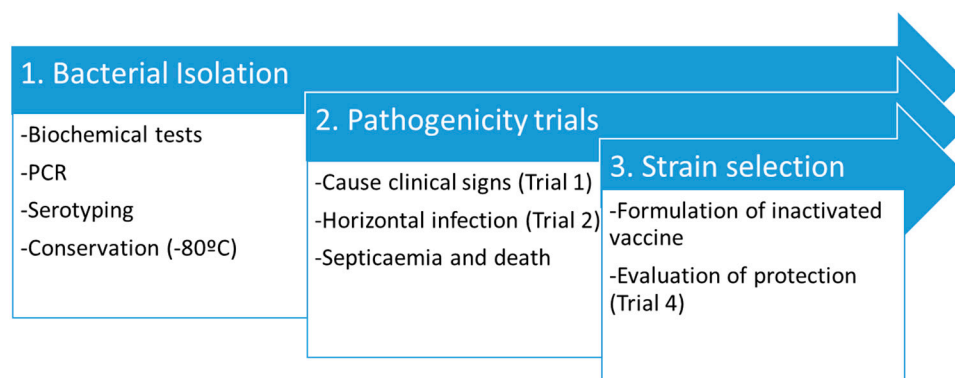 1. Bacterial Isolation
-Biochemical tests
-PCR
-Serotyping
-Conservation (-80ºC)
2. Pathogenicity trials
-Cause clinical signs (Trial 1)
-Horizontal infection (Trial 2)
-Septicaemia and death
3. Strain selection
-Formulation of inactivated
vaccine
-Evaluation of protection
(Trial 4)